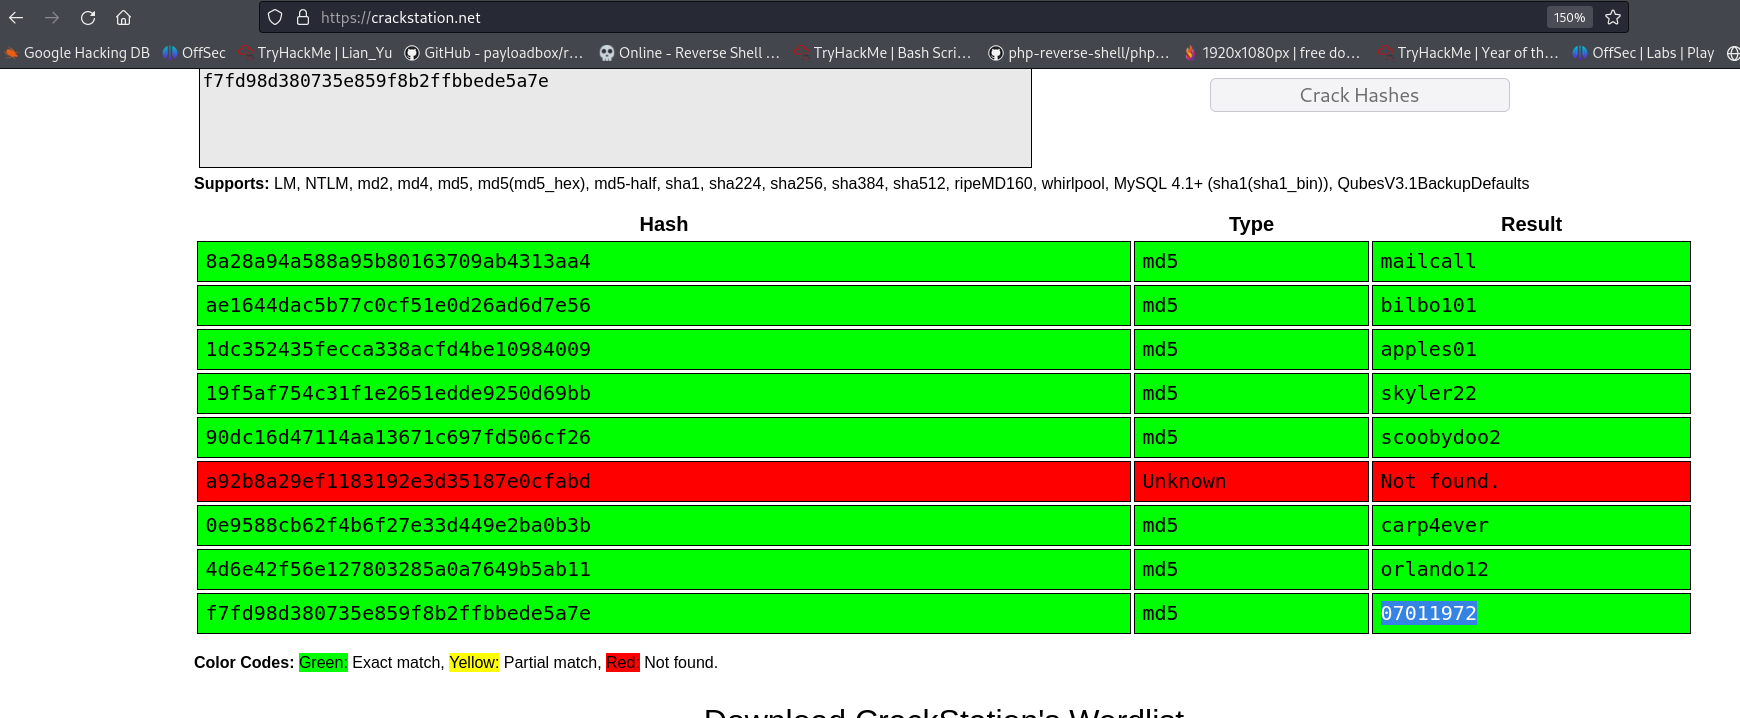 https://crackstation.net 150%
Google Hacking DB OffSec TryHackMe | Lian_Yu GitHub - payloadbox/r... Online - Reverse Shell ... TryHackMe | Bash Scri... php-reverse-shell/php... 1920x1080px | free do... TryHackMe | Year of th... OffSec | Labs | Play
f7fd98d380735e859f8b2ffbbede5a7e
Crack Hashes
Supports: LM, NTLM, md2, md4, md5, md5(md5_hex), md5-half, sha1, sha224, sha256, sha384, sha512, ripeMD160, whirlpool, MySQL 4.1+ (sha1(sha1_bin)), QubesV3.1BackupDefaults
Hash Type Result
8a28a94a588a95b80163709ab4313aa4 md5 mailcall
ae1644dac5b77c0cf51e0d26ad6d7e56 md5 bilbo101
1dc352435fecca338acfd4be10984009 md5 apples01
19f5af754c31f1e2651edde9250d69bb md5 skyler22
90dc16d47114aa13671c697fd506cf26 md5 scoobydoo2
a92b8a29ef1183192e3d35187e0cfabd Unknown Not found.
0e9588cb62f4b6f27e33d449e2ba0b3b md5 carp4ever
4d6e42f56e127803285a0a7649b5ab11 md5 orlando12
f7fd98d380735e859f8b2ffbbede5a7e md5 07011972
Color Codes: Green: Exact match, Yellow: Partial match, Red: Not found.
Download CrackStation's Wordlist